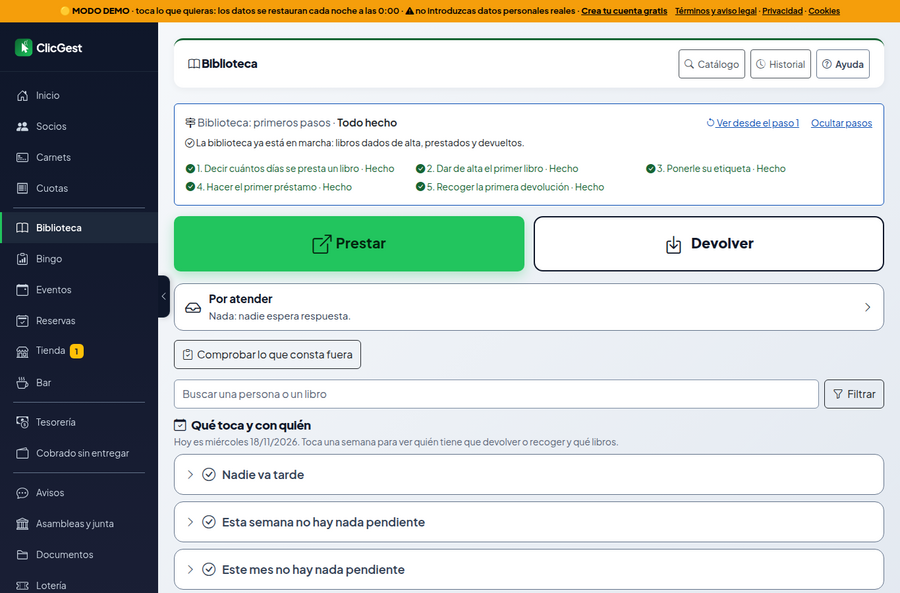 MODO DEMO · toca lo que quieras: los datos se restauran cada noche a las 0:00 · ⚠ no introduzcas datos personales reales · Crea tu cuenta gratis Términos y aviso legal · Privacidad · Cookies
ClicGest
Inicio
Socios
Carnets
Cuotas
Biblioteca
Bingo
Eventos
Reservas
Tienda 1
Bar
Tesorería
Cobrado sin entregar
Avisos
Asambleas y junta
Documentos
Lotería
Biblioteca
Catálogo
Historial
Ayuda
Biblioteca: primeros pasos · Todo hecho
Ver desde el paso 1
Ocultar pasos
La biblioteca ya está en marcha: libros dados de alta, prestados y devueltos.
1. Decir cuántos días se presta un libro · Hecho
2. Dar de alta el primer libro · Hecho
3. Ponerle su etiqueta · Hecho
4. Hacer el primer préstamo · Hecho
5. Recoger la primera devolución · Hecho
Prestar
Devolver
Por atender
Nada: nadie espera respuesta.
Comprobar lo que consta fuera
Buscar una persona o un libro
Filtrar
Qué toca y con quién
Hoy es miércoles 18/11/2026. Toca una semana para ver quién tiene que devolver o recoger y qué libros.
Nadie va tarde
Esta semana no hay nada pendiente
Este mes no hay nada pendiente